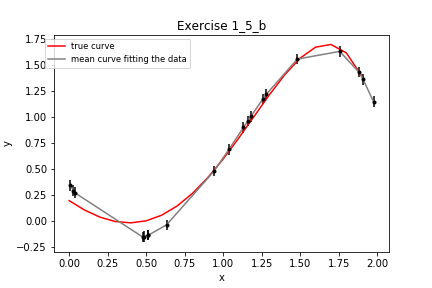 Exercise 1_5_b
true curve
mean curve fitting the data
1.75
1.50
1.25
1.00
0.75
0.50
0.25
0.00
−0.25
y
0.00 0.25 0.50 0.75 1.00 1.25 1.50 1.75 2.00
x